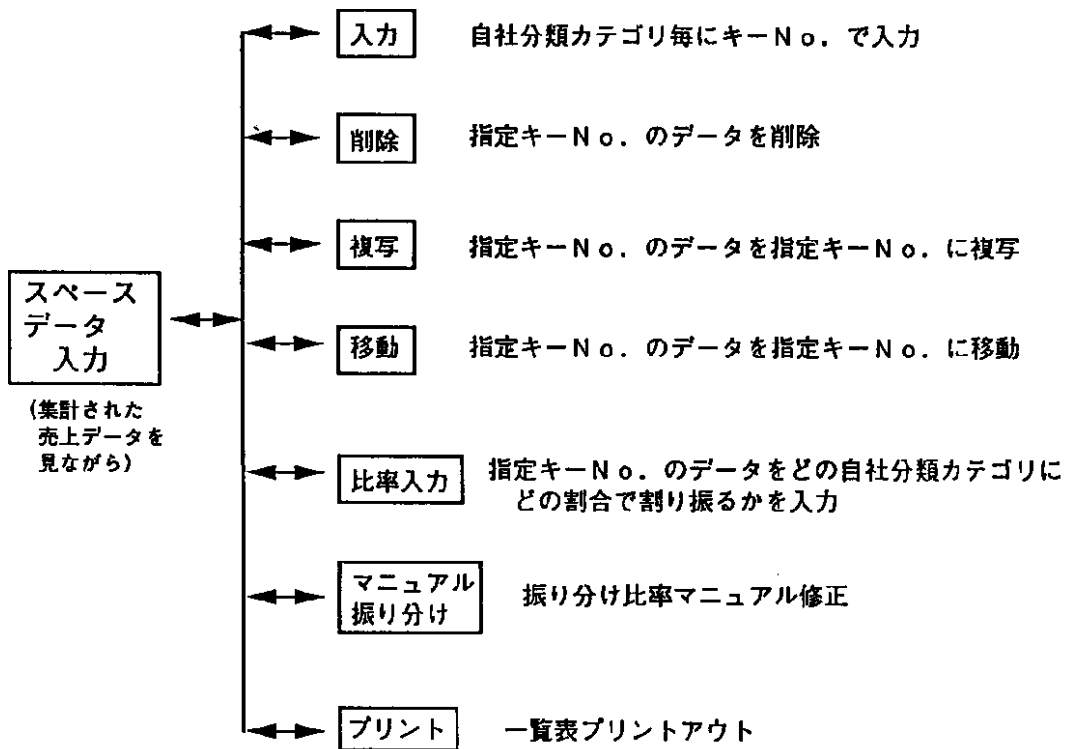 入力　自社分類カテゴリ毎にキーＮｏ．で入力
削除　指定キーＮｏ．のデータを削除
複写　指定キーＮｏ．のデータを指定キーＮｏ．に複写
スペース
データ
入力
(集計された
売上データを
見ながら)
移動　指定キーＮｏ．のデータを指定キーＮｏ．に移動
比率入力　指定キーＮｏ．のデータをどの自社分類カテゴリに
どの割合で割り振るかを入力
マニュアル
振り分け
振り分け比率マニュアル修正
プリント　一覧表プリントアウト